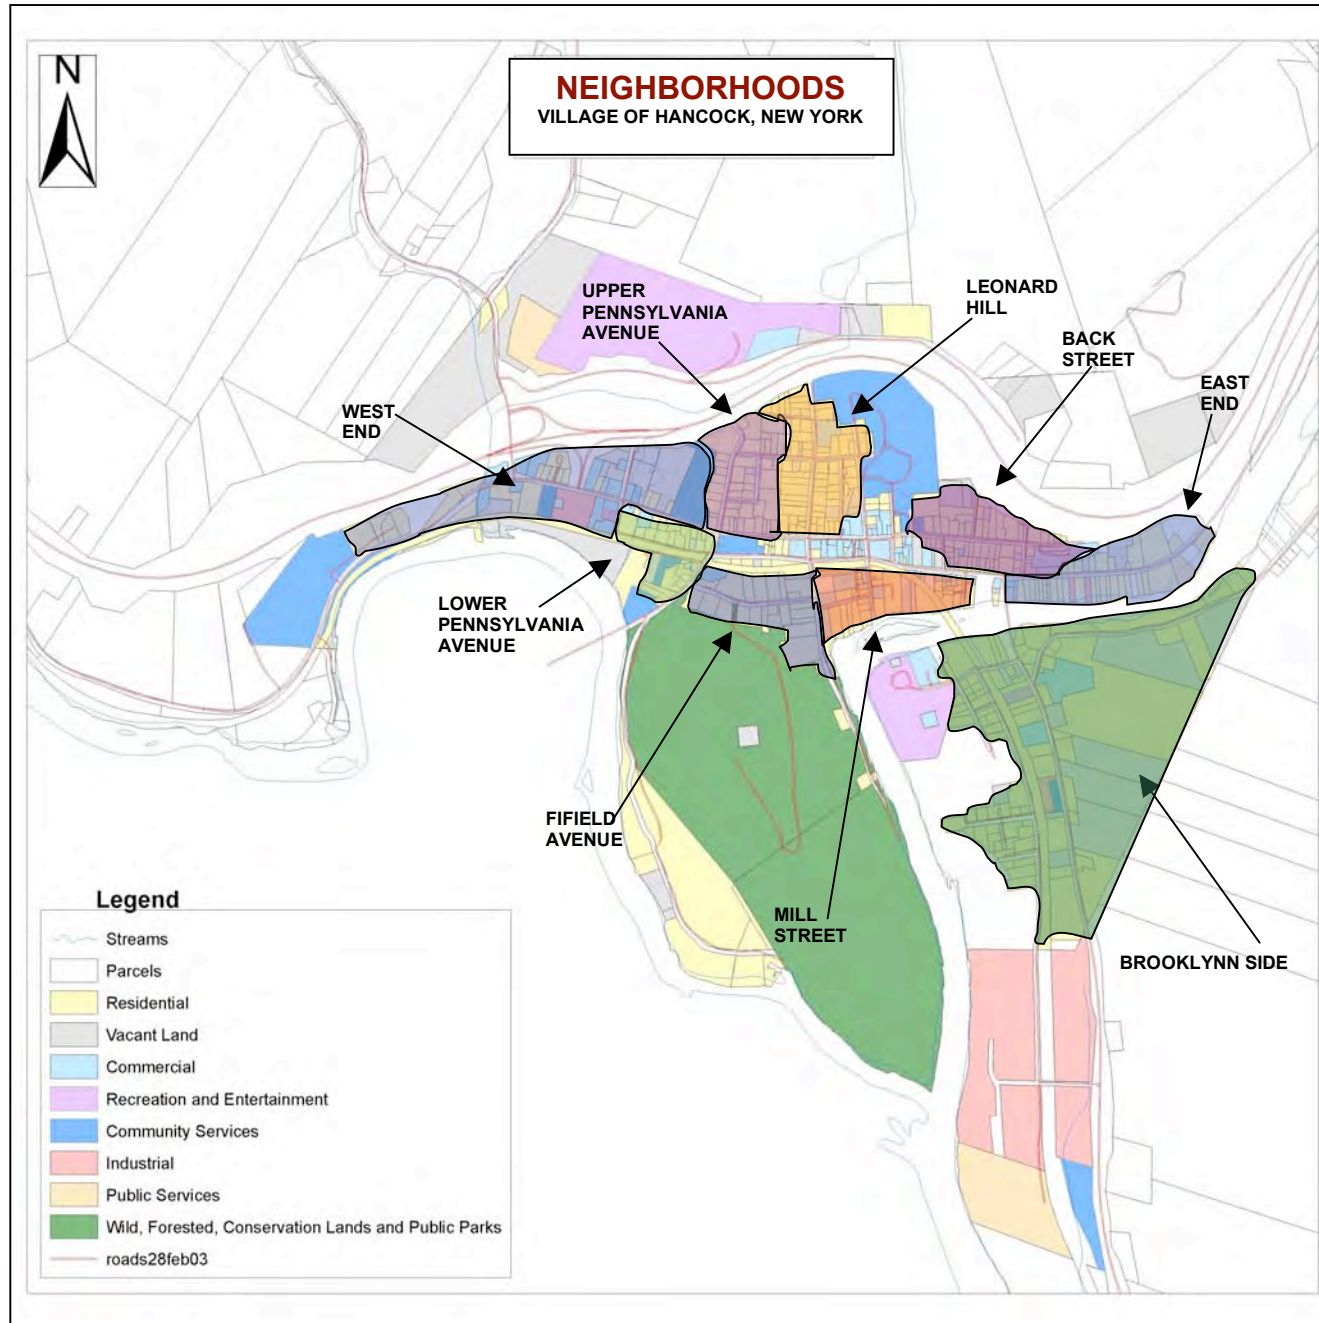 N
NEIGHBORHOODS
VILLAGE OF HANCOCK, NEW YORK
UPPER
PENNSYLVANIA
AVENUE
LEONARD
HILL
BACK
STREET
EAST
END
WEST
END
LOWER
PENNSYLVANIA
AVENUE
FIFIELD
AVENUE
MILL
STREET
BROOKLYNN SIDE
Legend
Streams
Parcels
Residential
Vacant Land
Commercial
Recreation and Entertainment
Community Services
Industrial
Public Services
Wild, Forested, Conservation Lands and Public Parks
roads28feb03